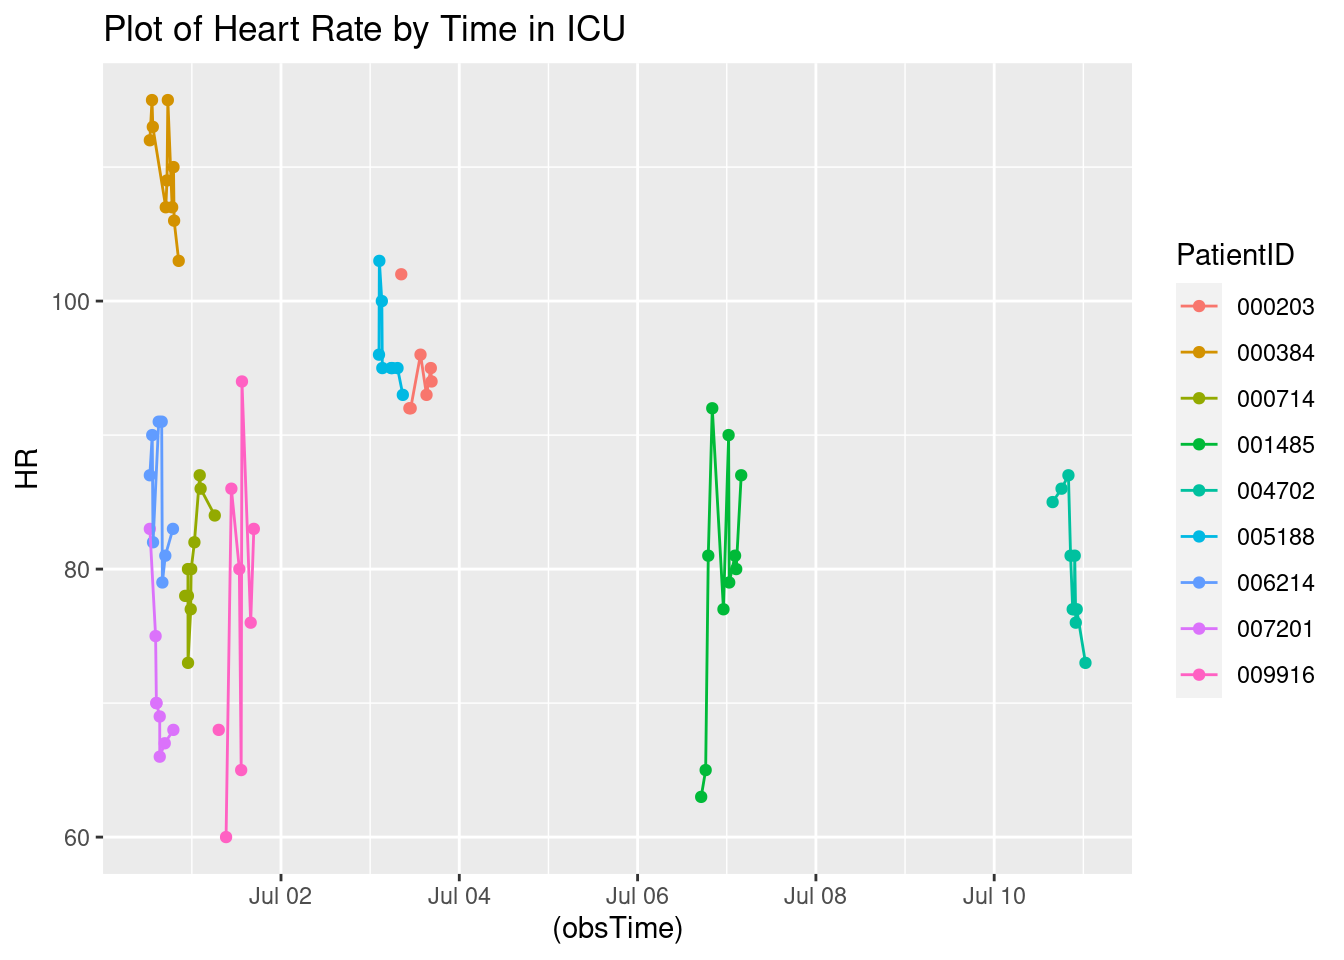 Plot of Heart Rate by Time in ICU
HR
100
80
60
Jul 02
Jul 04
Jul 06
Jul 08
Jul 10
(obsTime)
PatientID
000203
000384
000714
001485
004702
005188
006214
007201
009916